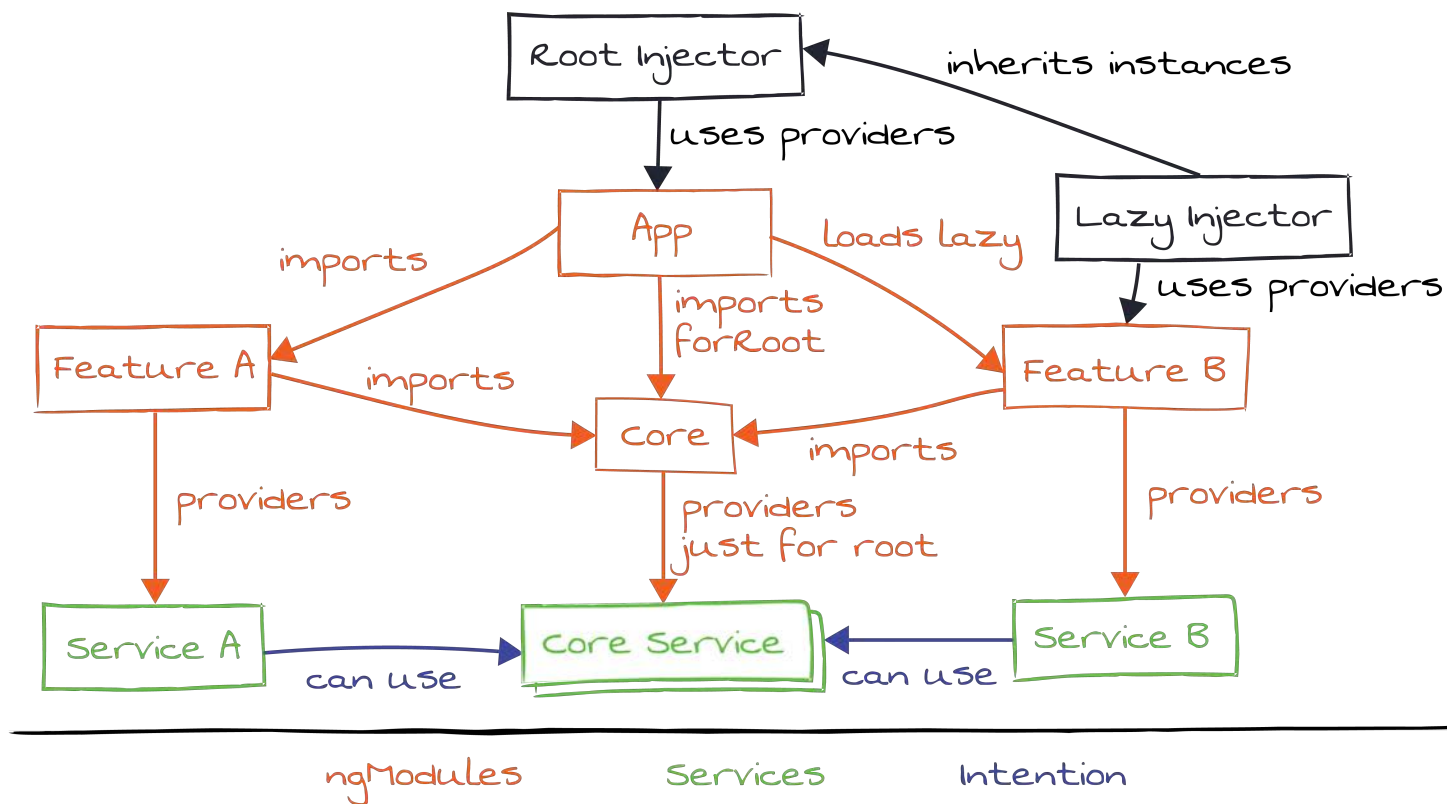 Root Injector
inherits instances
uses providers
Lazy Injector
App
loads lazy
imports
uses providers
imports
forRoot
Feature A
Feature B
imports
Core
imports
providers
providers
providers
just for root
Service A
Core Service
Service B
can use
can use
ngModules
Services
Intention